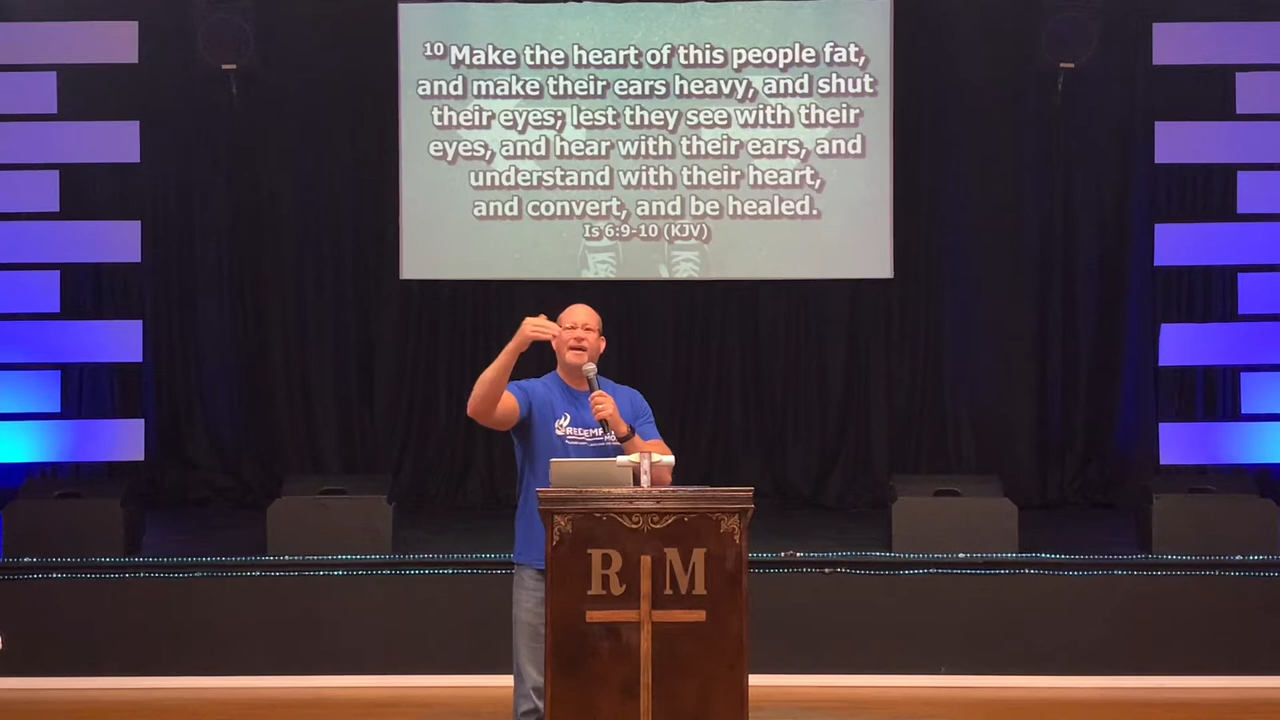 10 Make the heart of this people fat,
and make their ears heavy, and shut
their eyes; lest they see with their
eyes, and hear with their ears, and
understand with their heart,
and convert, and be healed.
Is 6:9-10 (KJV)
R M